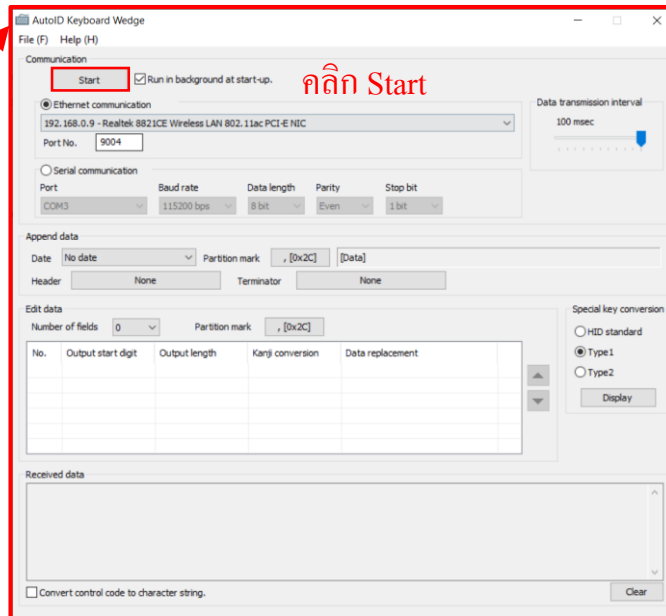 AutoID Keyboard Wedge
File (F) Help (H)
Communication
Start Run in background at start-up. คลิก Start
Ethernet communication
192.168.0.9 - Realtek 8821CE Wireless LAN 802.11ac PCI-E NIC
Port No. 9004
Data transmission interval
100 msec
Serial communication
Port Baud rate Data length Parity Stop bit
COM3 115200 bps 8 bit Even 1 bit
Append data
Date No date Partition mark , [0x2C] [Data]
Header None Terminator None
Edit data
Number of fields 0 Partition mark , [0x2C]
No. Output start digit Output length Kanji conversion Data replacement
Special key conversion
HID standard
Type1
Type2
Display
Received data
Convert control code to character string. Clear